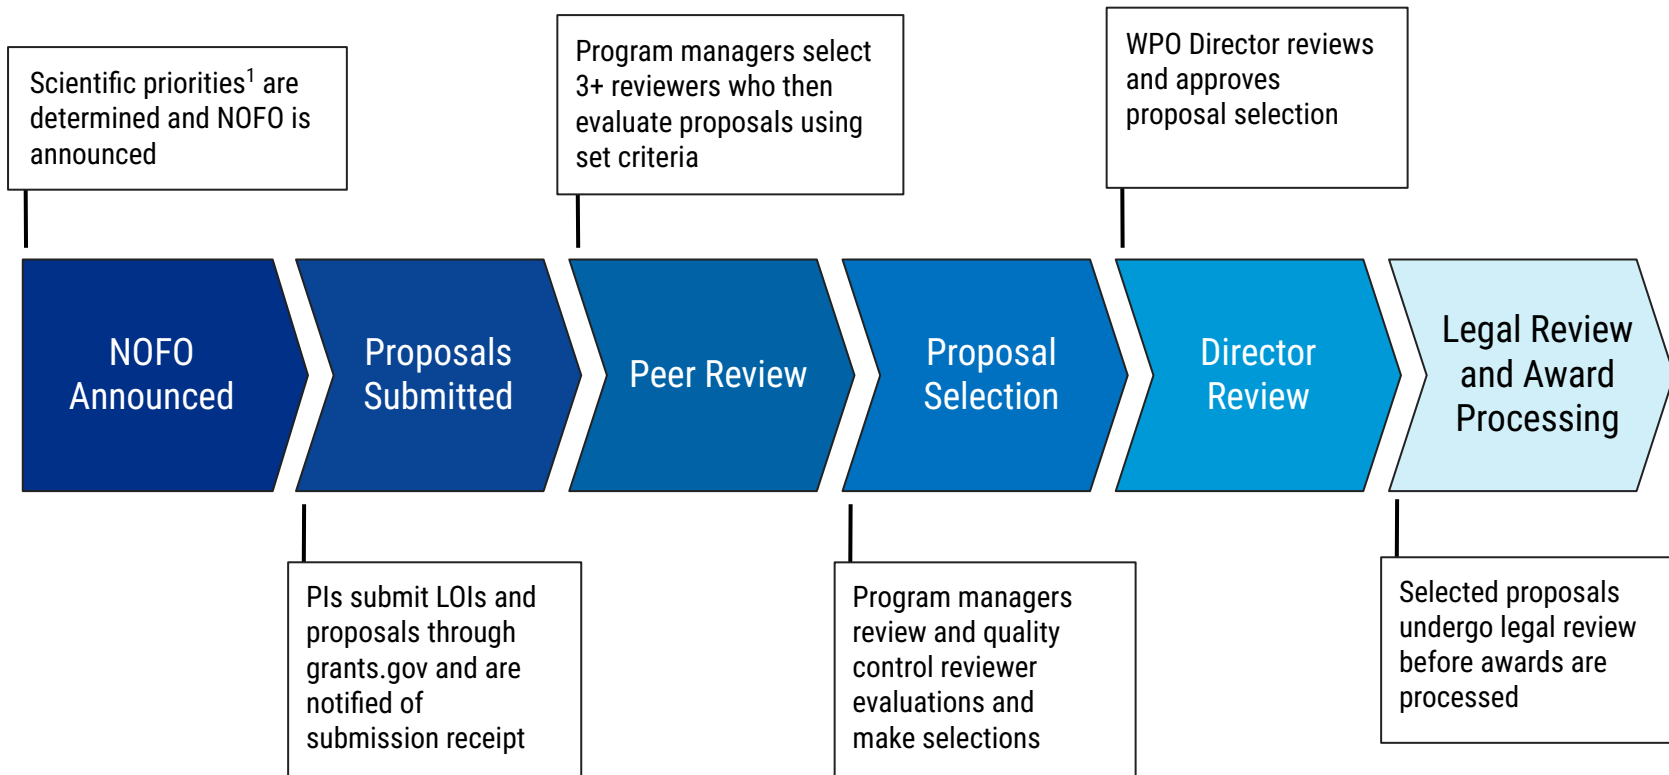 Scientific priorities¹ are
determined and NOFO is
announced
Program managers select
3+ reviewers who then
evaluate proposals using
set criteria
WPO Director reviews
and approves
proposal selection
NOFO
Announced
Proposals
Submitted
Peer Review
Proposal
Selection
Director
Review
Legal Review
and Award
Processing
PIs submit LOIs and
proposals through
grants.gov and are
notified of
submission receipt
Program managers
review and quality
control reviewer
evaluations and
make selections
Selected proposals
undergo legal review
before awards are
processed